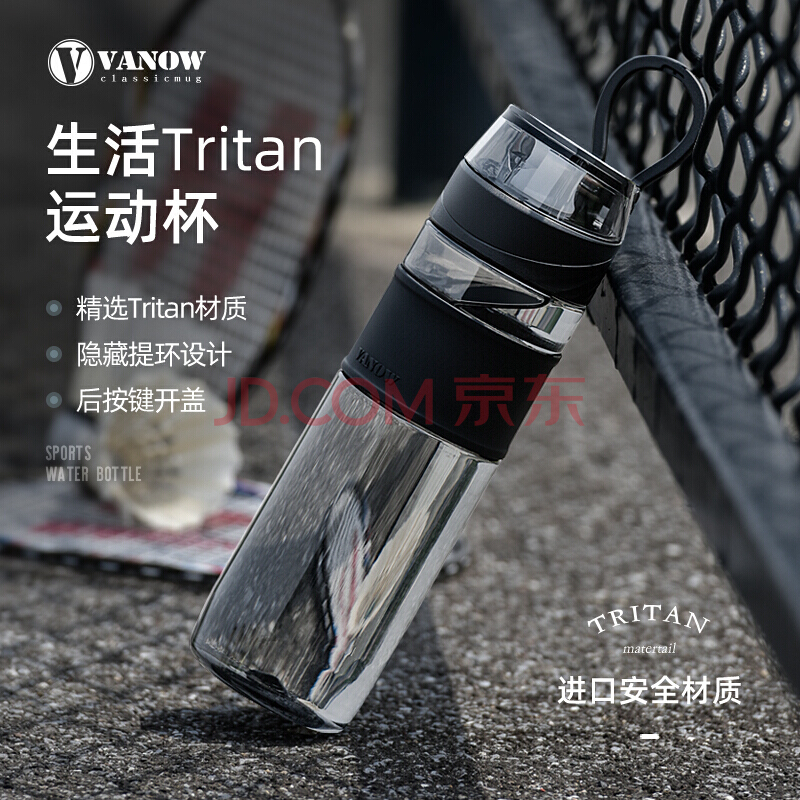 VANOW
classicmug
生活Tritan
运动杯
精选Tritan材质
隐藏提环设计
后按键开盖
JD.COM 京东
VANOW
SPORTS
WATER BOTTLE
TRITAN
matertail
进口安全材质